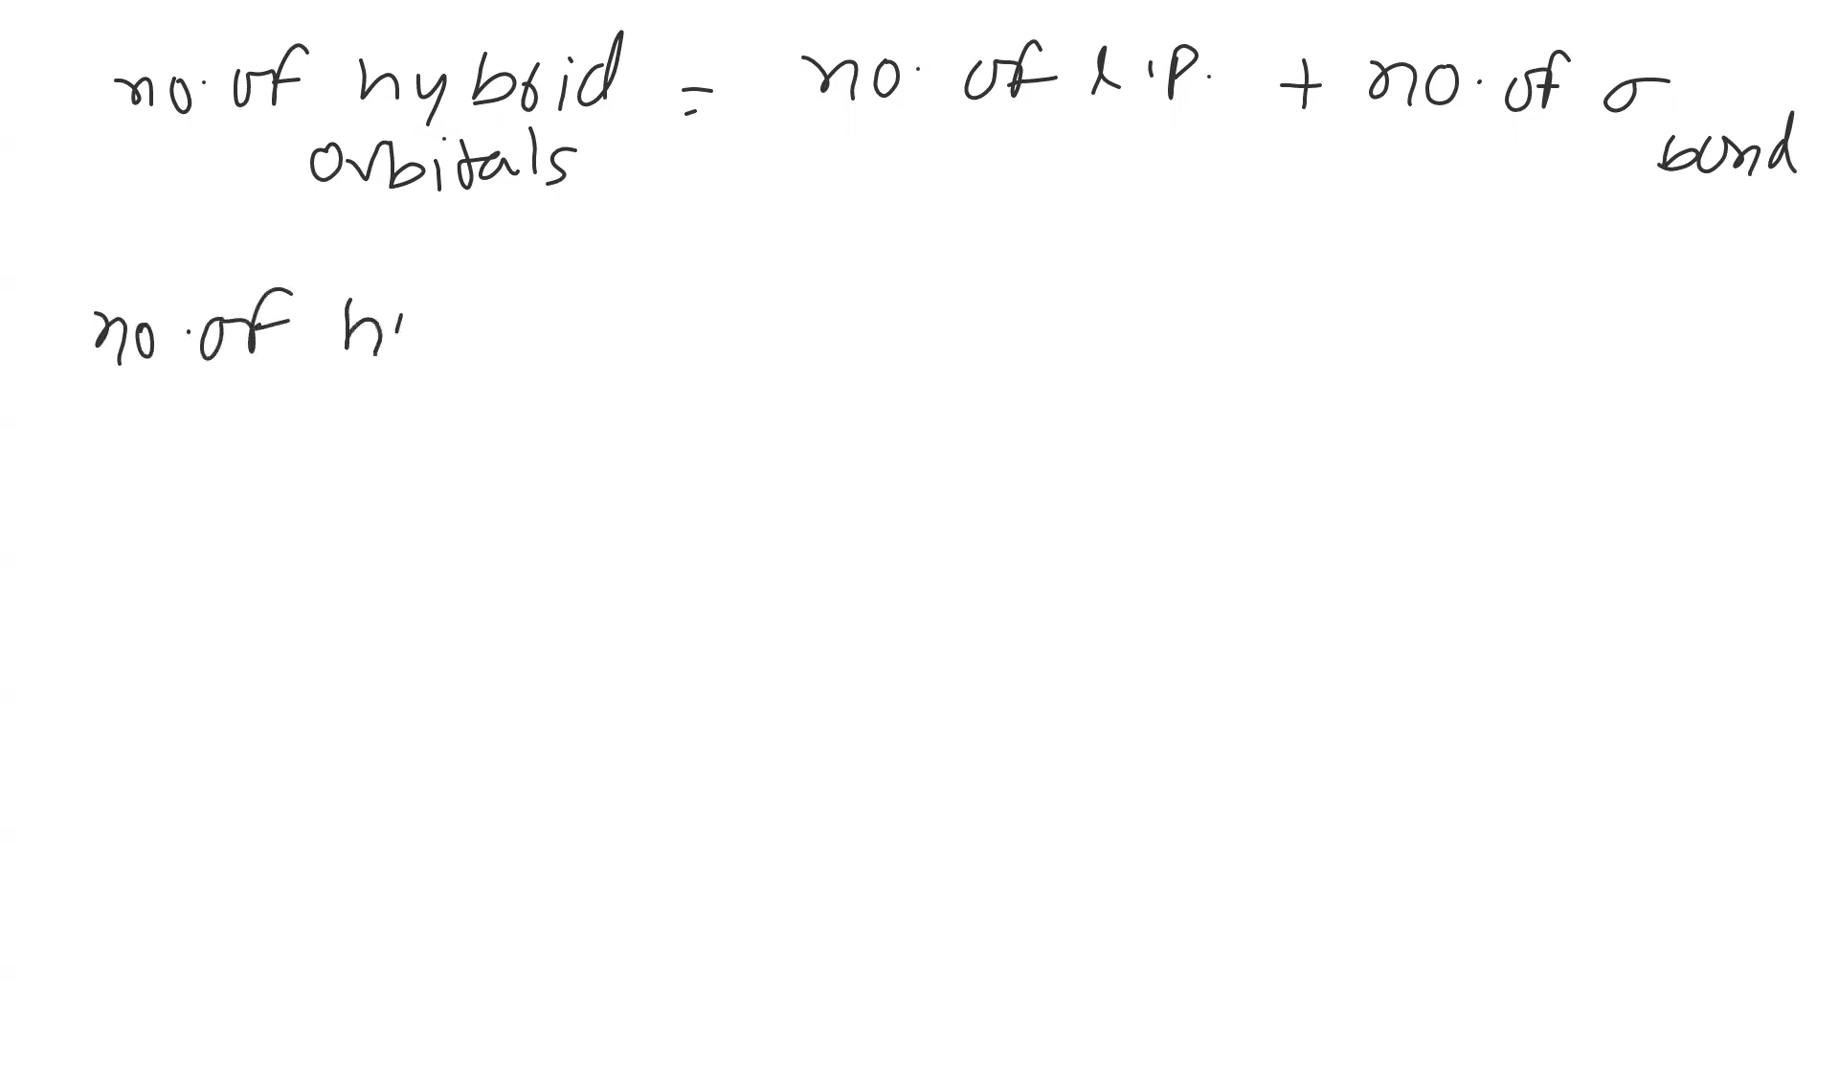 no. of hybrid = no. of l.p. + no. of σ
orbitals bond
no. of h